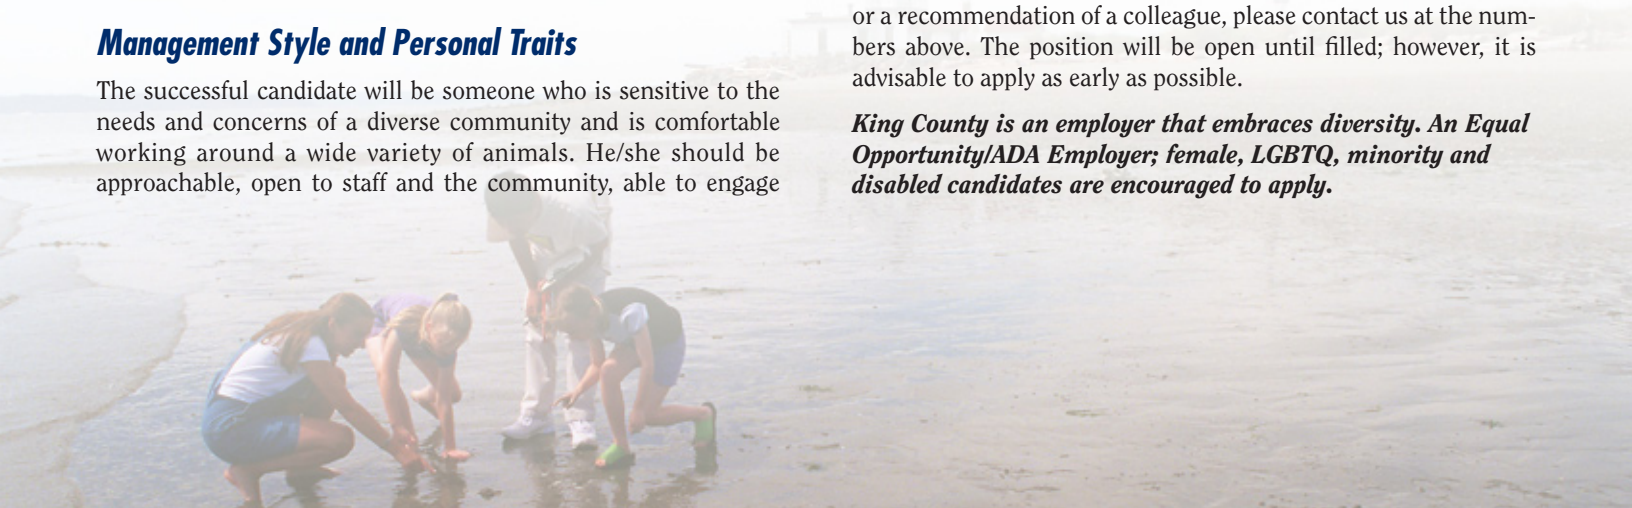 Management Style and Personal Traits
The successful candidate will be someone who is sensitive to the
needs and concerns of a diverse community and is comfortable
working around a wide variety of animals. He/she should be
approachable, open to staff and the community, able to engage
or a recommendation of a colleague, please contact us at the num-
bers above. The position will be open until filled; however, it is
advisable to apply as early as possible.
King County is an employer that embraces diversity. An Equal
Opportunity/ADA Employer; female, LGBTQ, minority and
disabled candidates are encouraged to apply.